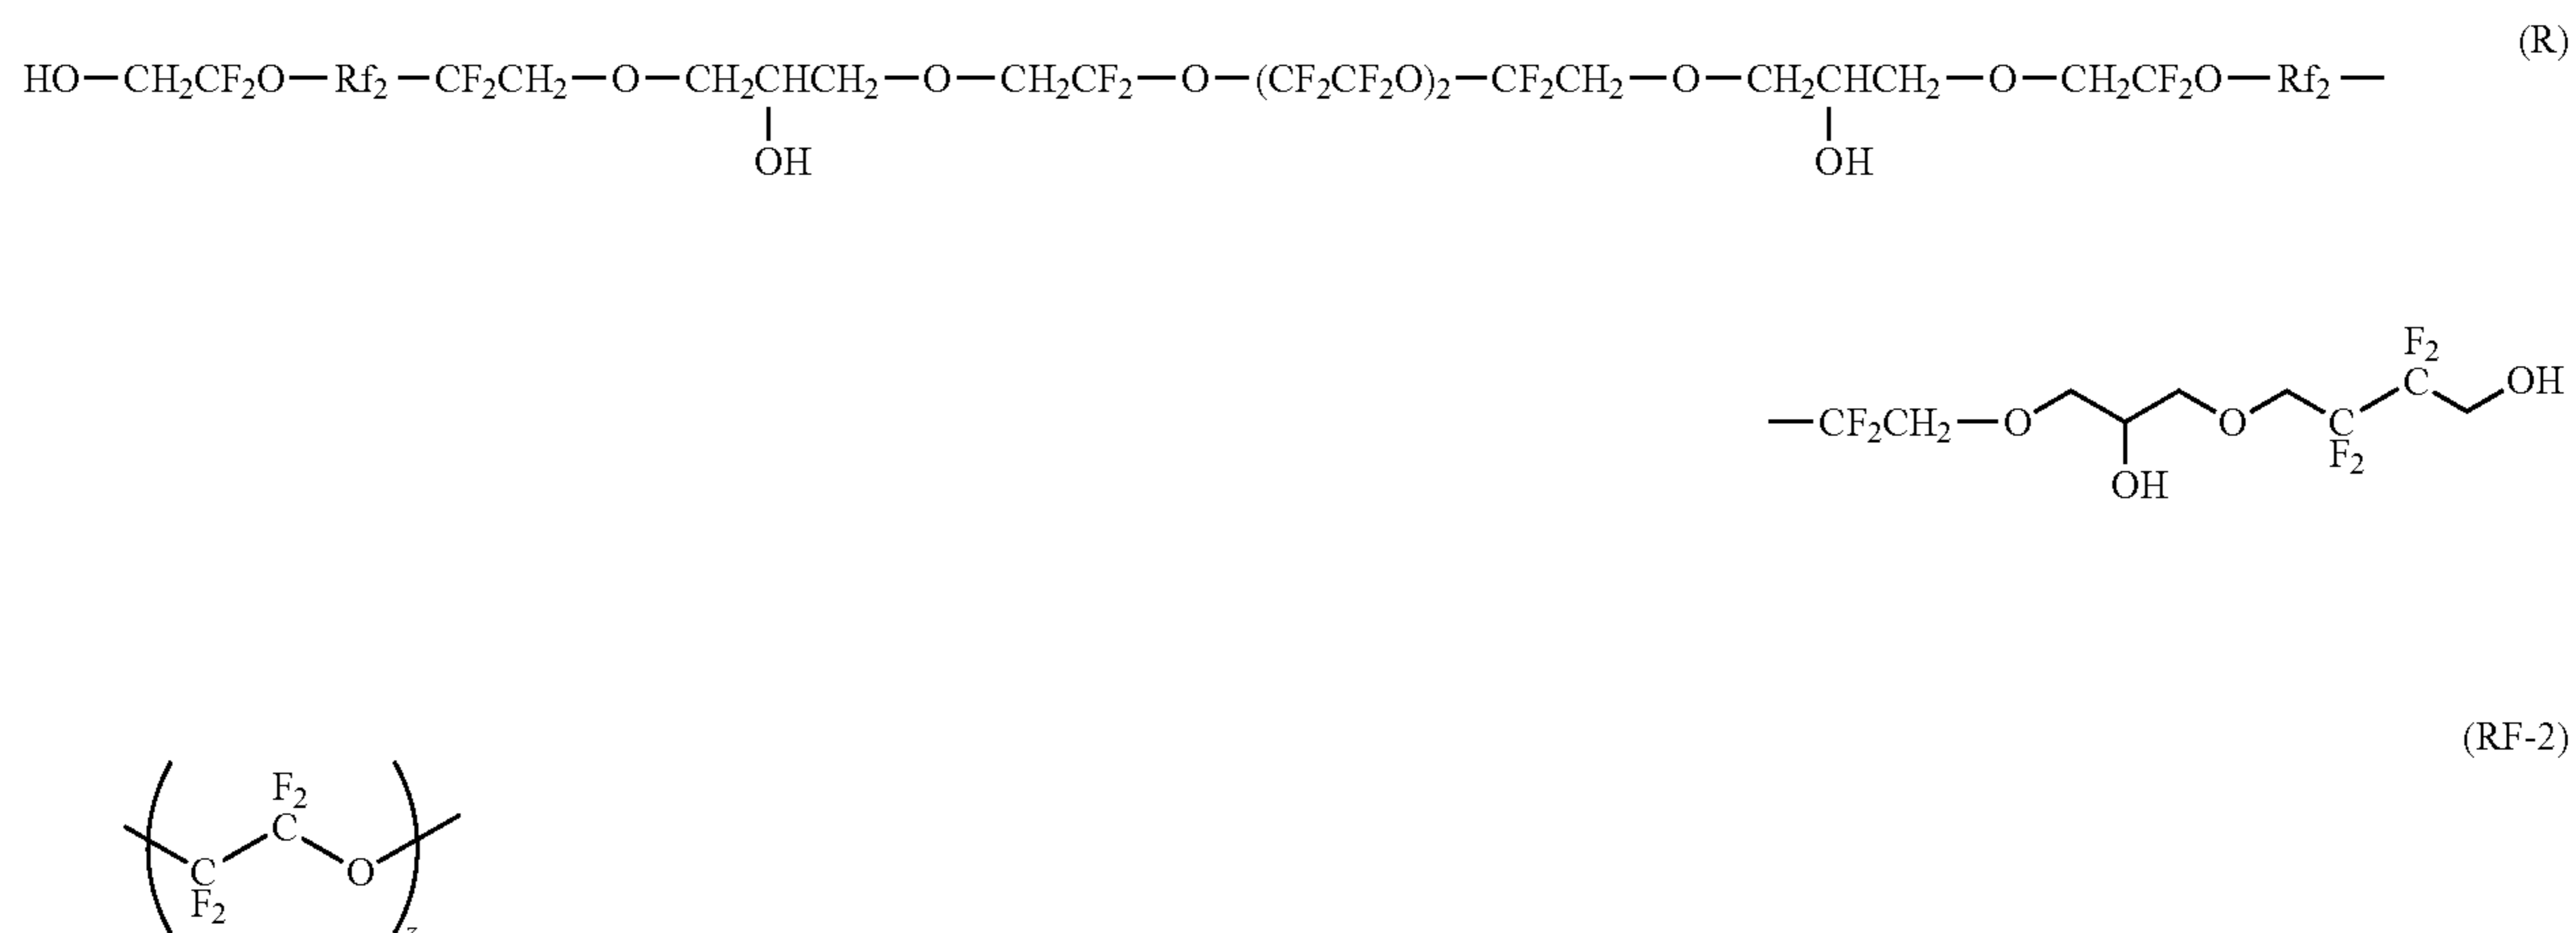 (R)
HO—CH₂CF₂O—Rf₂—CF₂CH₂—O—CH₂CHCH₂—O—CH₂CF₂—O—(CF₂CF₂O)₂—CF₂CH₂—O—CH₂CHCH₂—O—CH₂CF₂O—Rf₂—
OH OH
F₂
C OH
—CF₂CH₂—O O C
F₂
OH
(RF-2)
F₂
C
C O
F₂
z